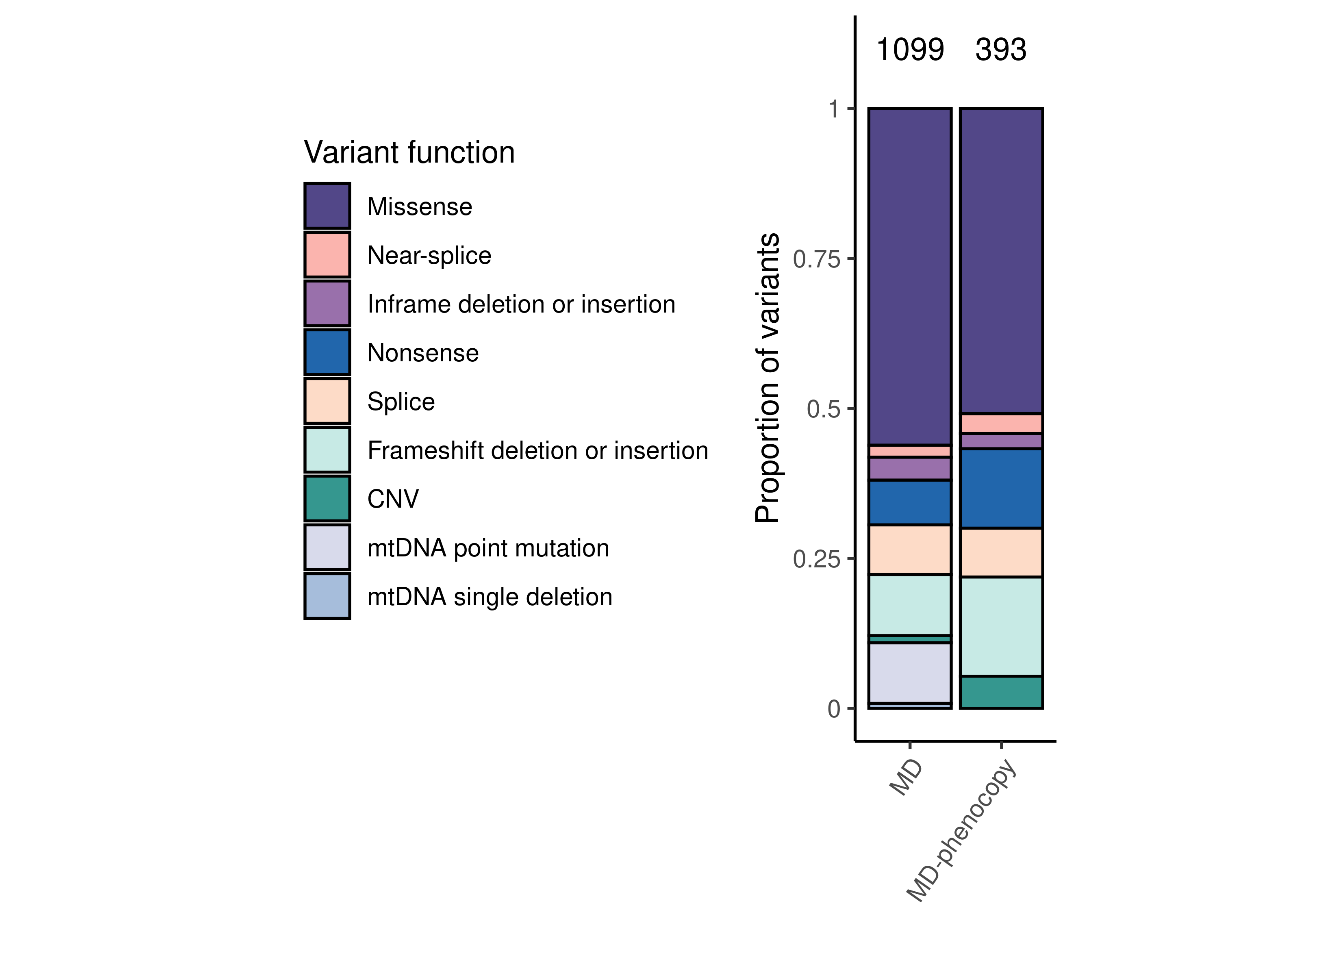 Variant function
Missense
Near-splice
Inframe deletion or insertion
Nonsense
Splice
Frameshift deletion or insertion
CNV
mtDNA point mutation
mtDNA single deletion
1099 393
Proportion of variants
1
0.75
0.5
0.25
0
MD
MD-phenocopy